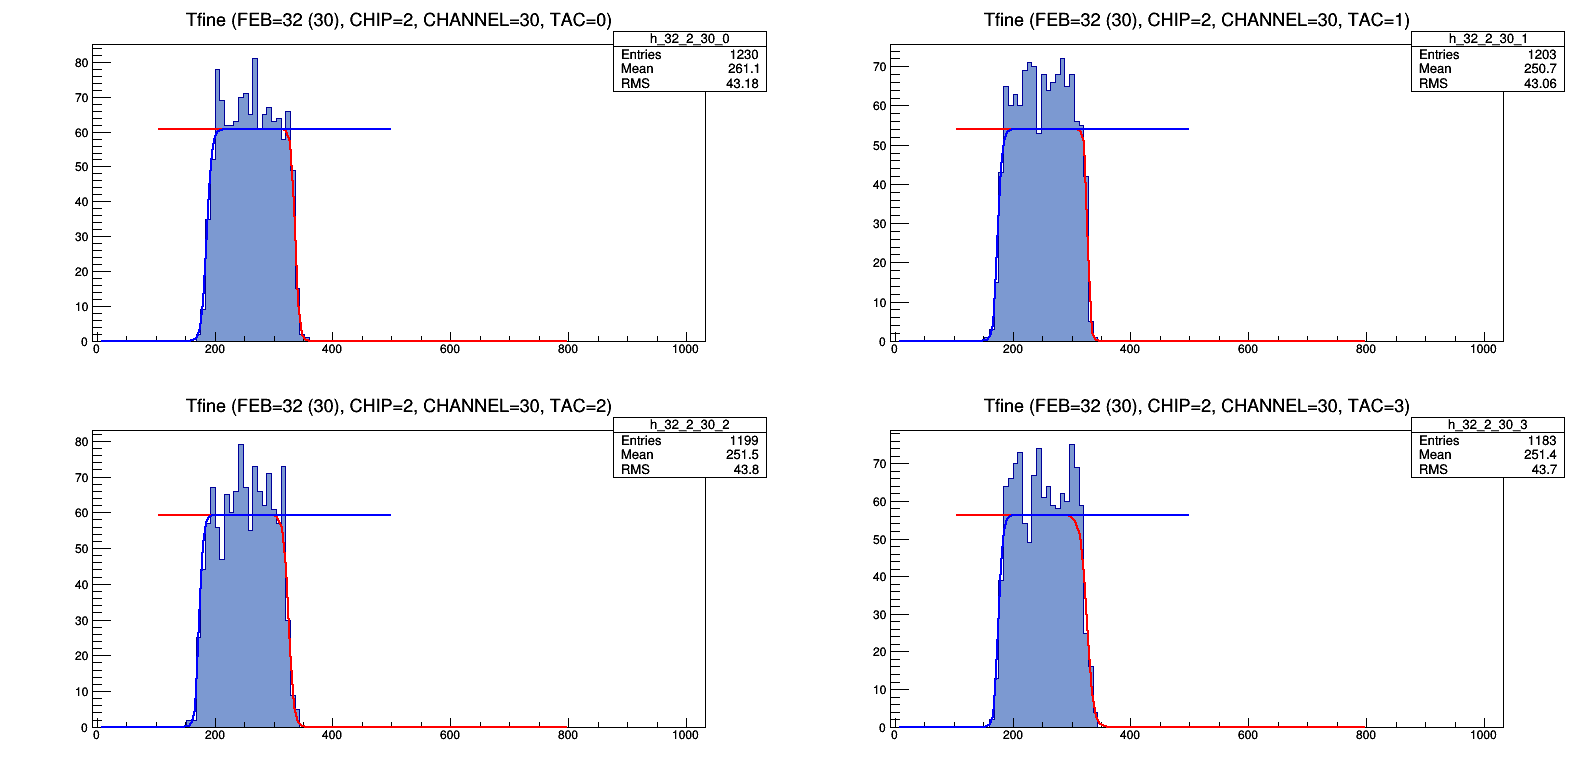 Tfine (FEB=32 (30), CHIP=2, CHANNEL=30, TAC=0)
h_32_2_30_0
Entries 1230
Mean 261.1
RMS 43.18
80
70
60
50
40
30
20
10
0
0 200 400 600 800 1000
Tfine (FEB=32 (30), CHIP=2, CHANNEL=30, TAC=1)
h_32_2_30_1
Entries 1203
Mean 250.7
RMS 43.06
70
60
50
40
30
20
10
0
0 200 400 600 800 1000
Tfine (FEB=32 (30), CHIP=2, CHANNEL=30, TAC=2)
h_32_2_30_2
Entries 1199
Mean 251.5
RMS 43.8
80
70
60
50
40
30
20
10
0
0 200 400 600 800 1000
Tfine (FEB=32 (30), CHIP=2, CHANNEL=30, TAC=3)
h_32_2_30_3
Entries 1183
Mean 251.4
RMS 43.7
70
60
50
40
30
20
10
0
0 200 400 600 800 1000